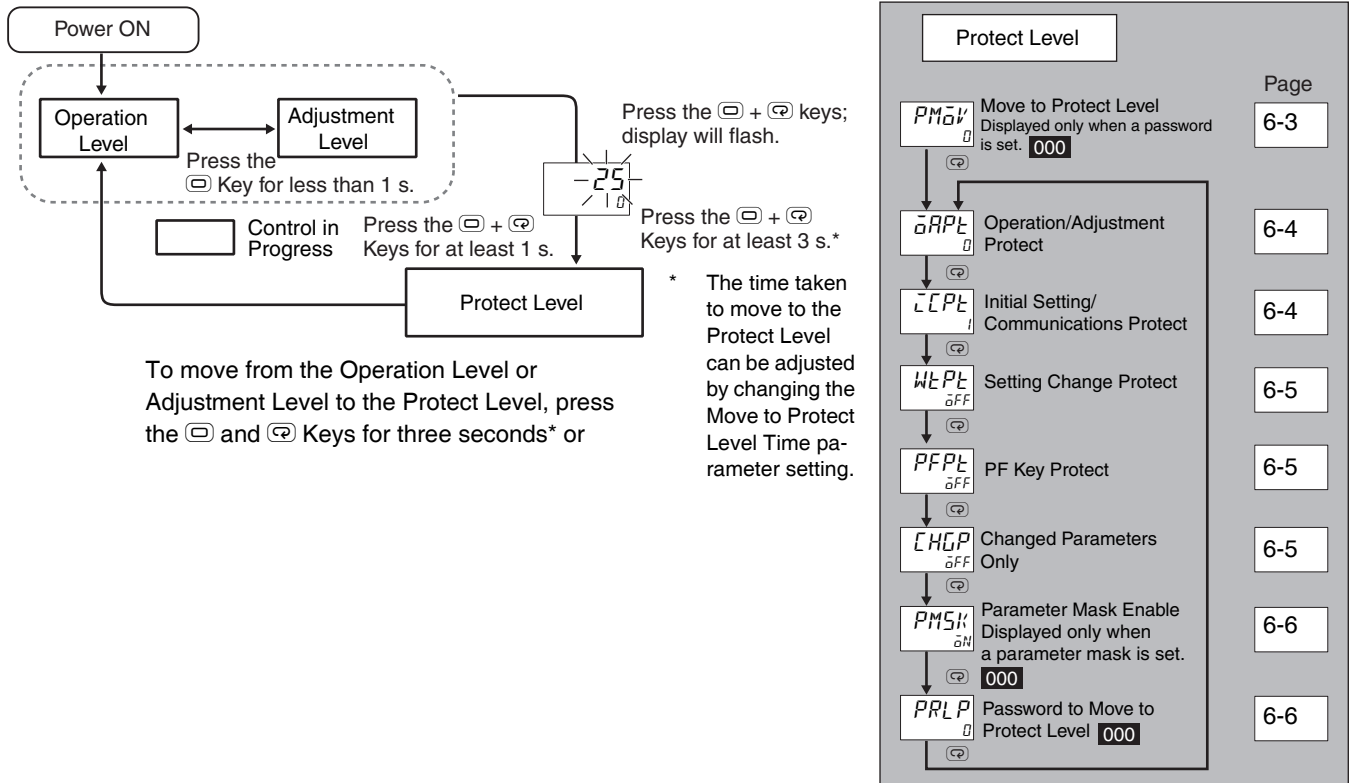 Power ON
Operation
Level
Adjustment
Level
Press the
Key for less than 1 s.
Control in
Progress
Press the + keys;
display will flash.
25
0
Press the +
Keys for at least 1 s.
Press the +
Keys for at least 3 s.*
Protect Level
* The time taken
to move to the
Protect Level
can be adjusted
by changing the
Move to Protect
Level Time pa-
rameter setting.
To move from the Operation Level or
Adjustment Level to the Protect Level, press
the and Keys for three seconds* or
Protect Level
Page
PMOV
0
Move to Protect Level
Displayed only when a password
is set. 000
6-3
OAPT
0
Operation/Adjustment
Protect
6-4
ICPT
1
Initial Setting/
Communications Protect
6-4
WTPT
OFF
Setting Change Protect
6-5
PFPT
OFF
PF Key Protect
6-5
CHGP
OFF
Changed Parameters
Only
6-5
PMSK
ON
Parameter Mask Enable
Displayed only when
a parameter mask is set.
000
6-6
PRLP
0
Password to Move to
Protect Level 000
6-6